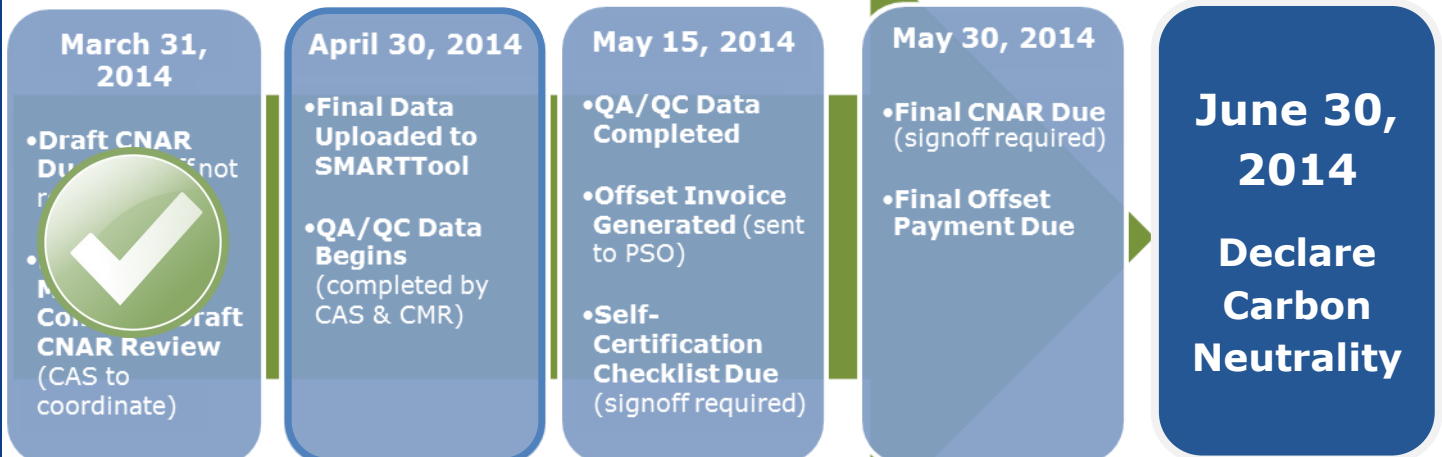 March 31,
2014
•Draft CNAR
not
Draft
CNAR Review
(CAS to
coordinate)
April 30, 2014
•Final Data
Uploaded to
SMARTTool
•QA/QC Data
Begins
(completed by
CAS & CMR)
May 15, 2014
•QA/QC Data
Completed
•Offset Invoice
Generated (sent
to PSO)
•Self-
Certification
Checklist Due
(signoff required)
May 30, 2014
•Final CNAR Due
(signoff required)
•Final Offset
Payment Due
June 30,
2014
Declare
Carbon
Neutrality